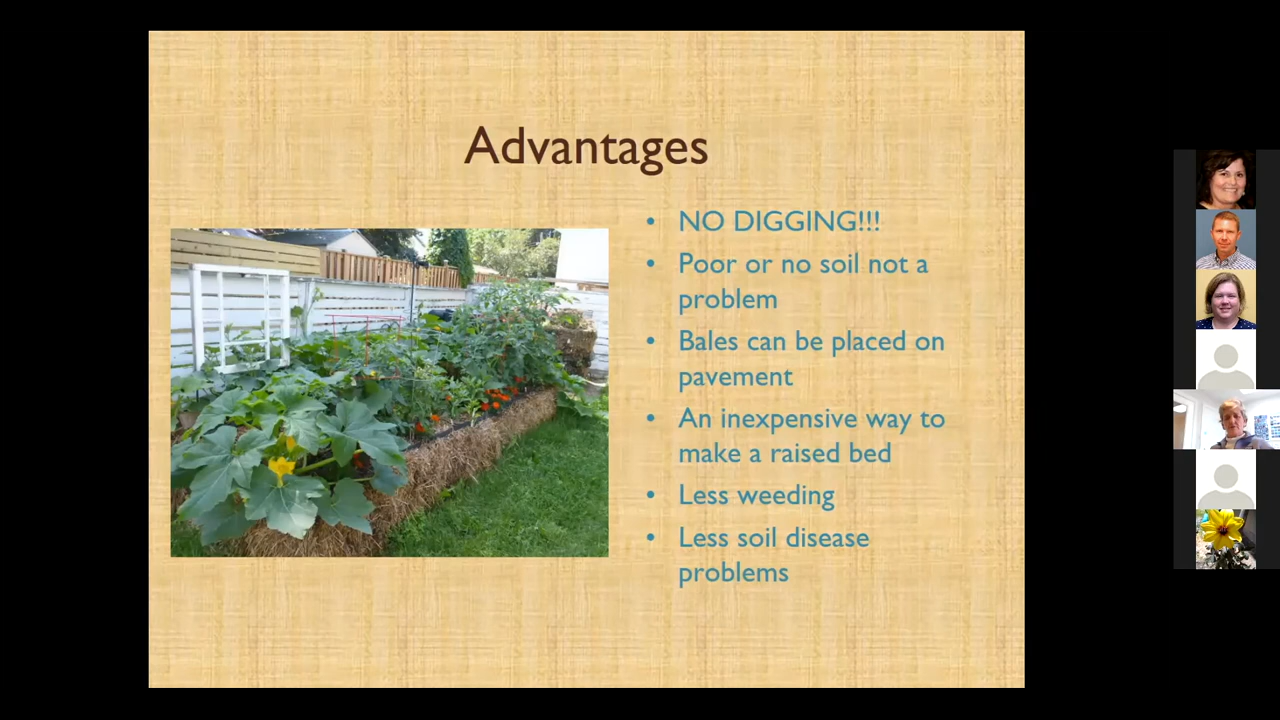 Advantages
• NO DIGGING!!!
• Poor or no soil not a
problem
• Bales can be placed on
pavement
• An inexpensive way to
make a raised bed
• Less weeding
• Less soil disease
problems